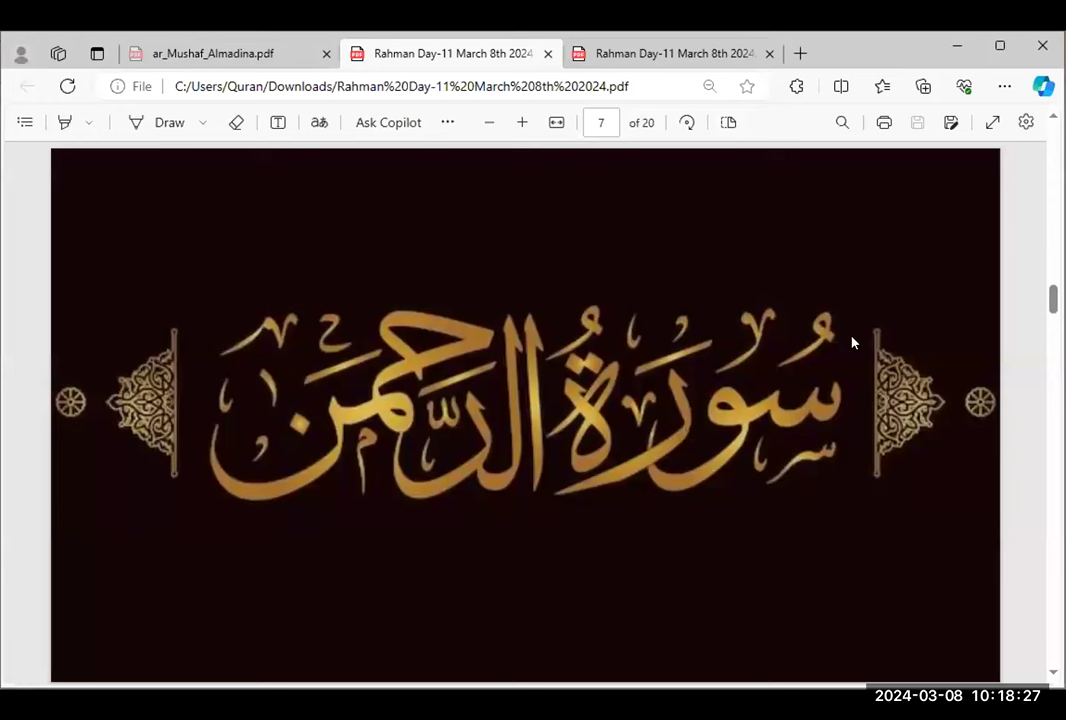 ar_Mushaf_Almadina.pdf
Rahman Day-11 March 8th 2024
Rahman Day-11 March 8th 2024
File C:/Users/Quran/Downloads/Rahman%20Day-11%20March%208th%202024.pdf
Draw
Ask Copilot
7 of 20
سُورَةُ الرَّحْمَٰن
2024-03-08 10:18:27